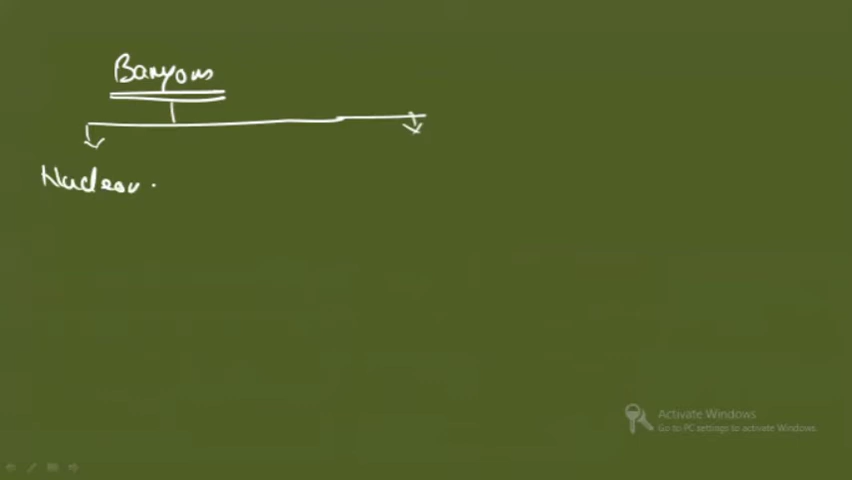 Baryons
Nucleon
Activate Windows
Go to PC settings to activate Windows.